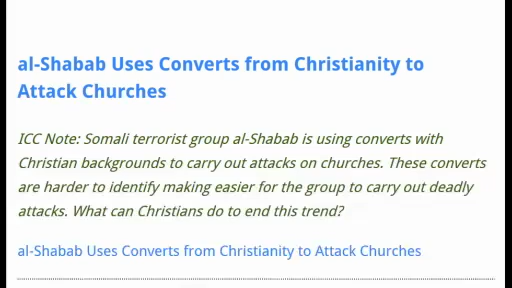 al-Shabab Uses Converts from Christianity to
Attack Churches
ICC Note: Somali terrorist group al-Shabab is using converts with
Christian backgrounds to carry out attacks on churches. These converts
are harder to identify making easier for the group to carry out deadly
attacks. What can Christians do to end this trend?
al-Shabab Uses Converts from Christianity to Attack Churches